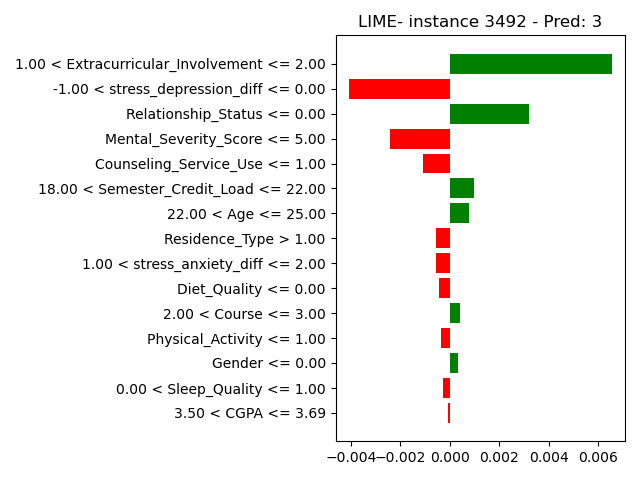 LIME- instance 3492 - Pred: 3
1.00 < Extracurricular_Involvement <= 2.00
-1.00 < stress_depression_diff <= 0.00
Relationship_Status <= 0.00
Mental_Severity_Score <= 5.00
Counseling_Service_Use <= 1.00
18.00 < Semester_Credit_Load <= 22.00
22.00 < Age <= 25.00
Residence_Type > 1.00
1.00 < stress_anxiety_diff <= 2.00
Diet_Quality <= 0.00
2.00 < Course <= 3.00
Physical_Activity <= 1.00
Gender <= 0.00
0.00 < Sleep_Quality <= 1.00
3.50 < CGPA <= 3.69
−0.004 −0.002 0.000 0.002 0.004 0.006